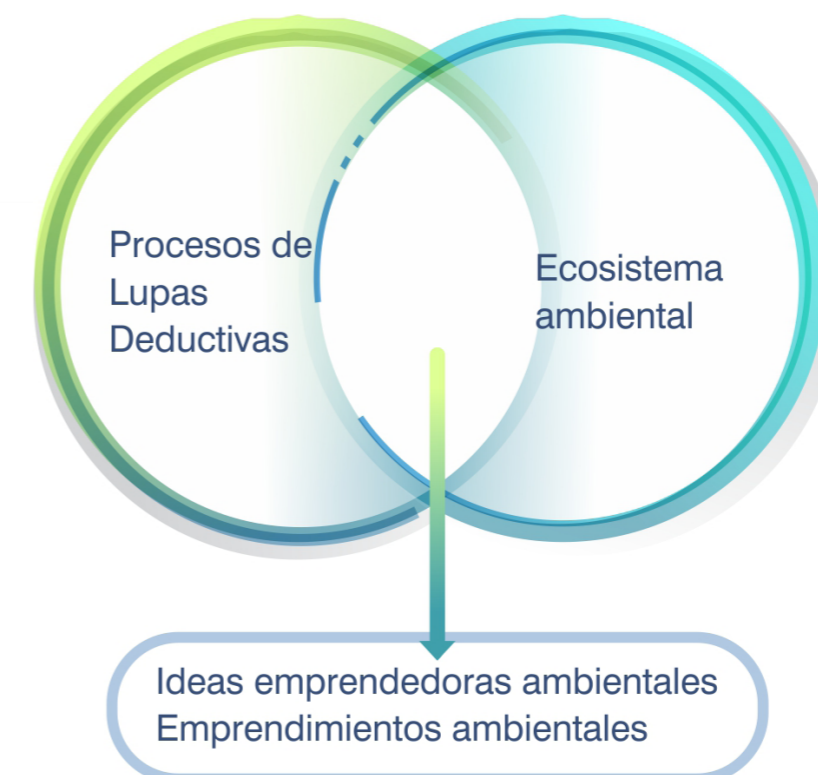 Procesos de
Lupas
Deductivas
Ecosistema
ambiental
Ideas emprendedoras ambientales
Emprendimientos ambientales